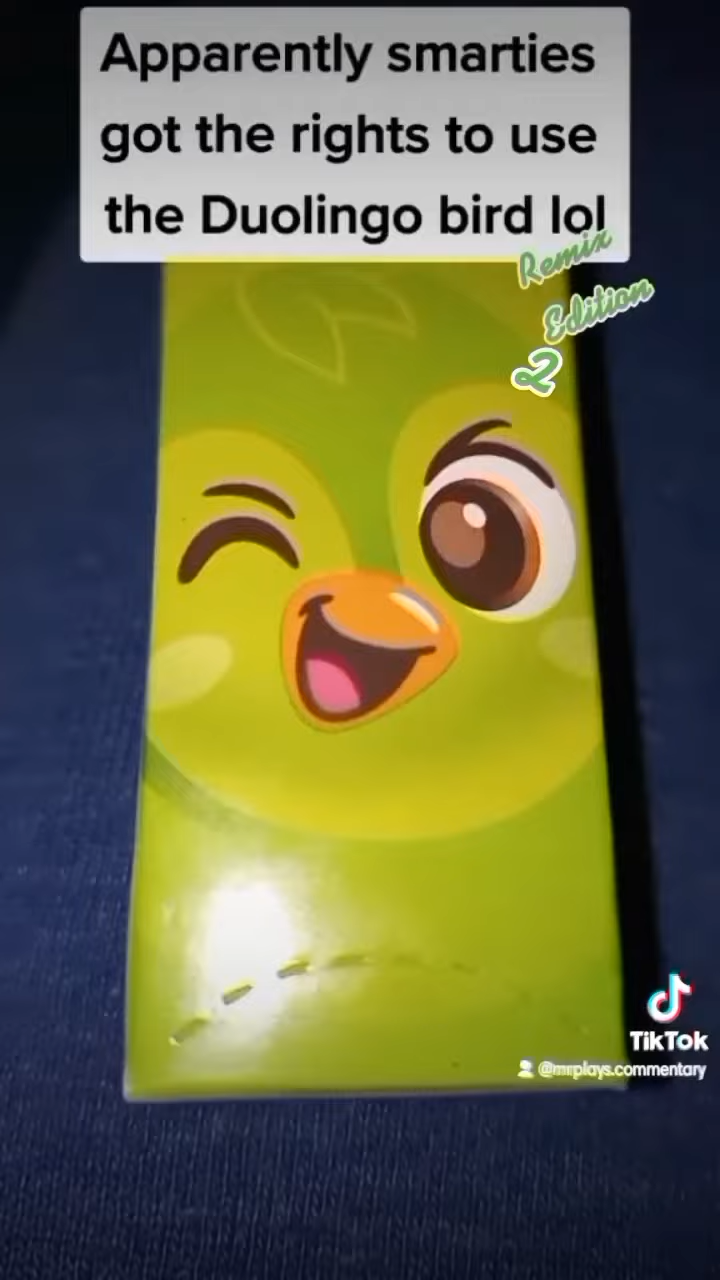 Apparently smarties
got the rights to use
the Duolingo bird lol
Remix
Edition
2
TikTok
@mrplays.commentary